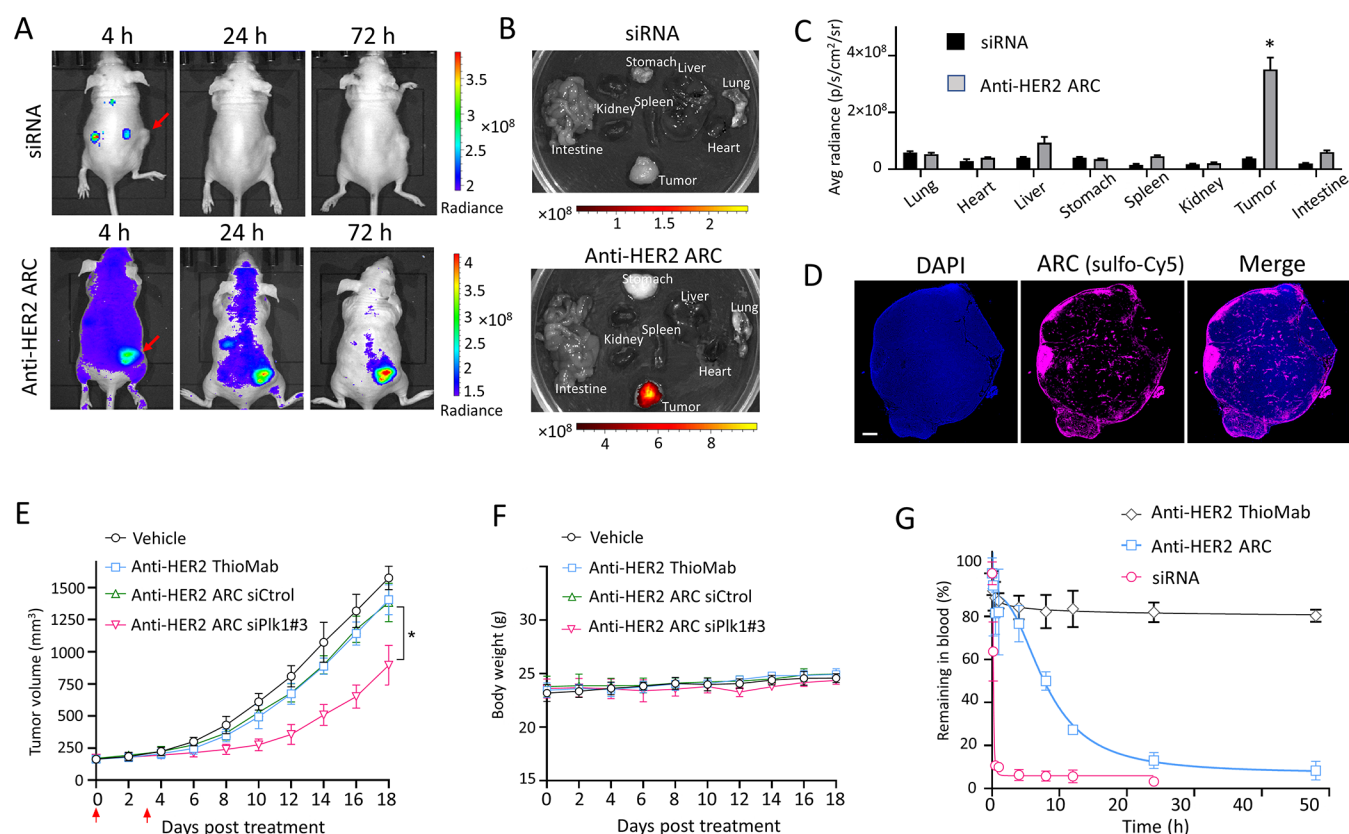 A
4 h
24 h
72 h
siRNA
3.5
3
×10⁸
2.5
2
Radiance
4 h
24 h
72 h
Anti-HER2 ARC
4
3.5
3
×10⁸
2.5
2
1.5
Radiance
B
siRNA
Stomach
Liver
Lung
Kidney
Spleen
Intestine
Heart
Tumor
×10⁸
1
1.5
2
Anti-HER2 ARC
Stomach
Liver
Lung
Spleen
Kidney
Heart
Intestine
Tumor
×10⁸
4
6
8
C
Avg radiance (p/s/cm²/sr)
4×10⁸
2×10⁸
0
siRNA
Anti-HER2 ARC
*
Lung
Heart
Liver
Stomach
Spleen
Kidney
Tumor
Intestine
D
DAPI
ARC (sulfo-Cy5)
Merge
E
Vehicle
Anti-HER2 ThioMab
Anti-HER2 ARC siCtrol
Anti-HER2 ARC siPlk1#3
*
Tumor volume (mm³)
1500
1250
1000
750
500
250
0
0 2 4 6 8 10 12 14 16 18
Days post treatment
F
Vehicle
Anti-HER2 ThioMab
Anti-HER2 ARC siCtrol
Anti-HER2 ARC siPlk1#3
Body weight (g)
35
30
25
20
15
0 2 4 6 8 10 12 14 16 18
Days post treatment
G
Anti-HER2 ThioMab
Anti-HER2 ARC
siRNA
Remaining in blood (%)
100
80
60
40
20
0
0 10 20 30 40 50
Time (h)